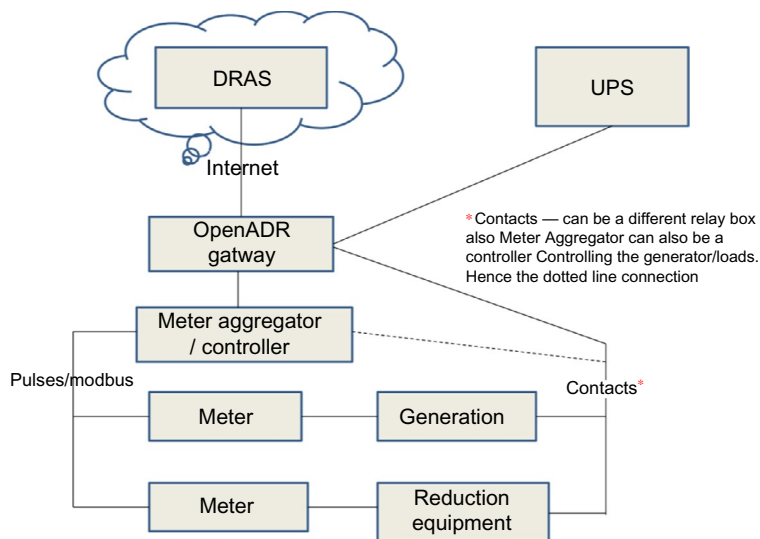 DRAS
UPS
Internet
OpenADR
gatway
*Contacts — can be a different relay box
also Meter Aggregator can also be a
controller Controlling the generator/loads.
Hence the dotted line connection
Meter aggregator
/ controller
Pulses/modbus
Contacts*
Meter
Generation
Meter
Reduction
equipment